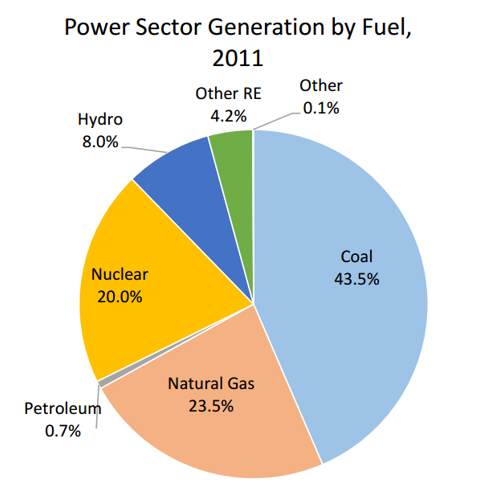 Power Sector Generation by Fuel,
2011
Other
0.1%
Other RE
4.2%
Hydro
8.0%
Coal
43.5%
Nuclear
20.0%
Natural Gas
23.5%
Petroleum
0.7%